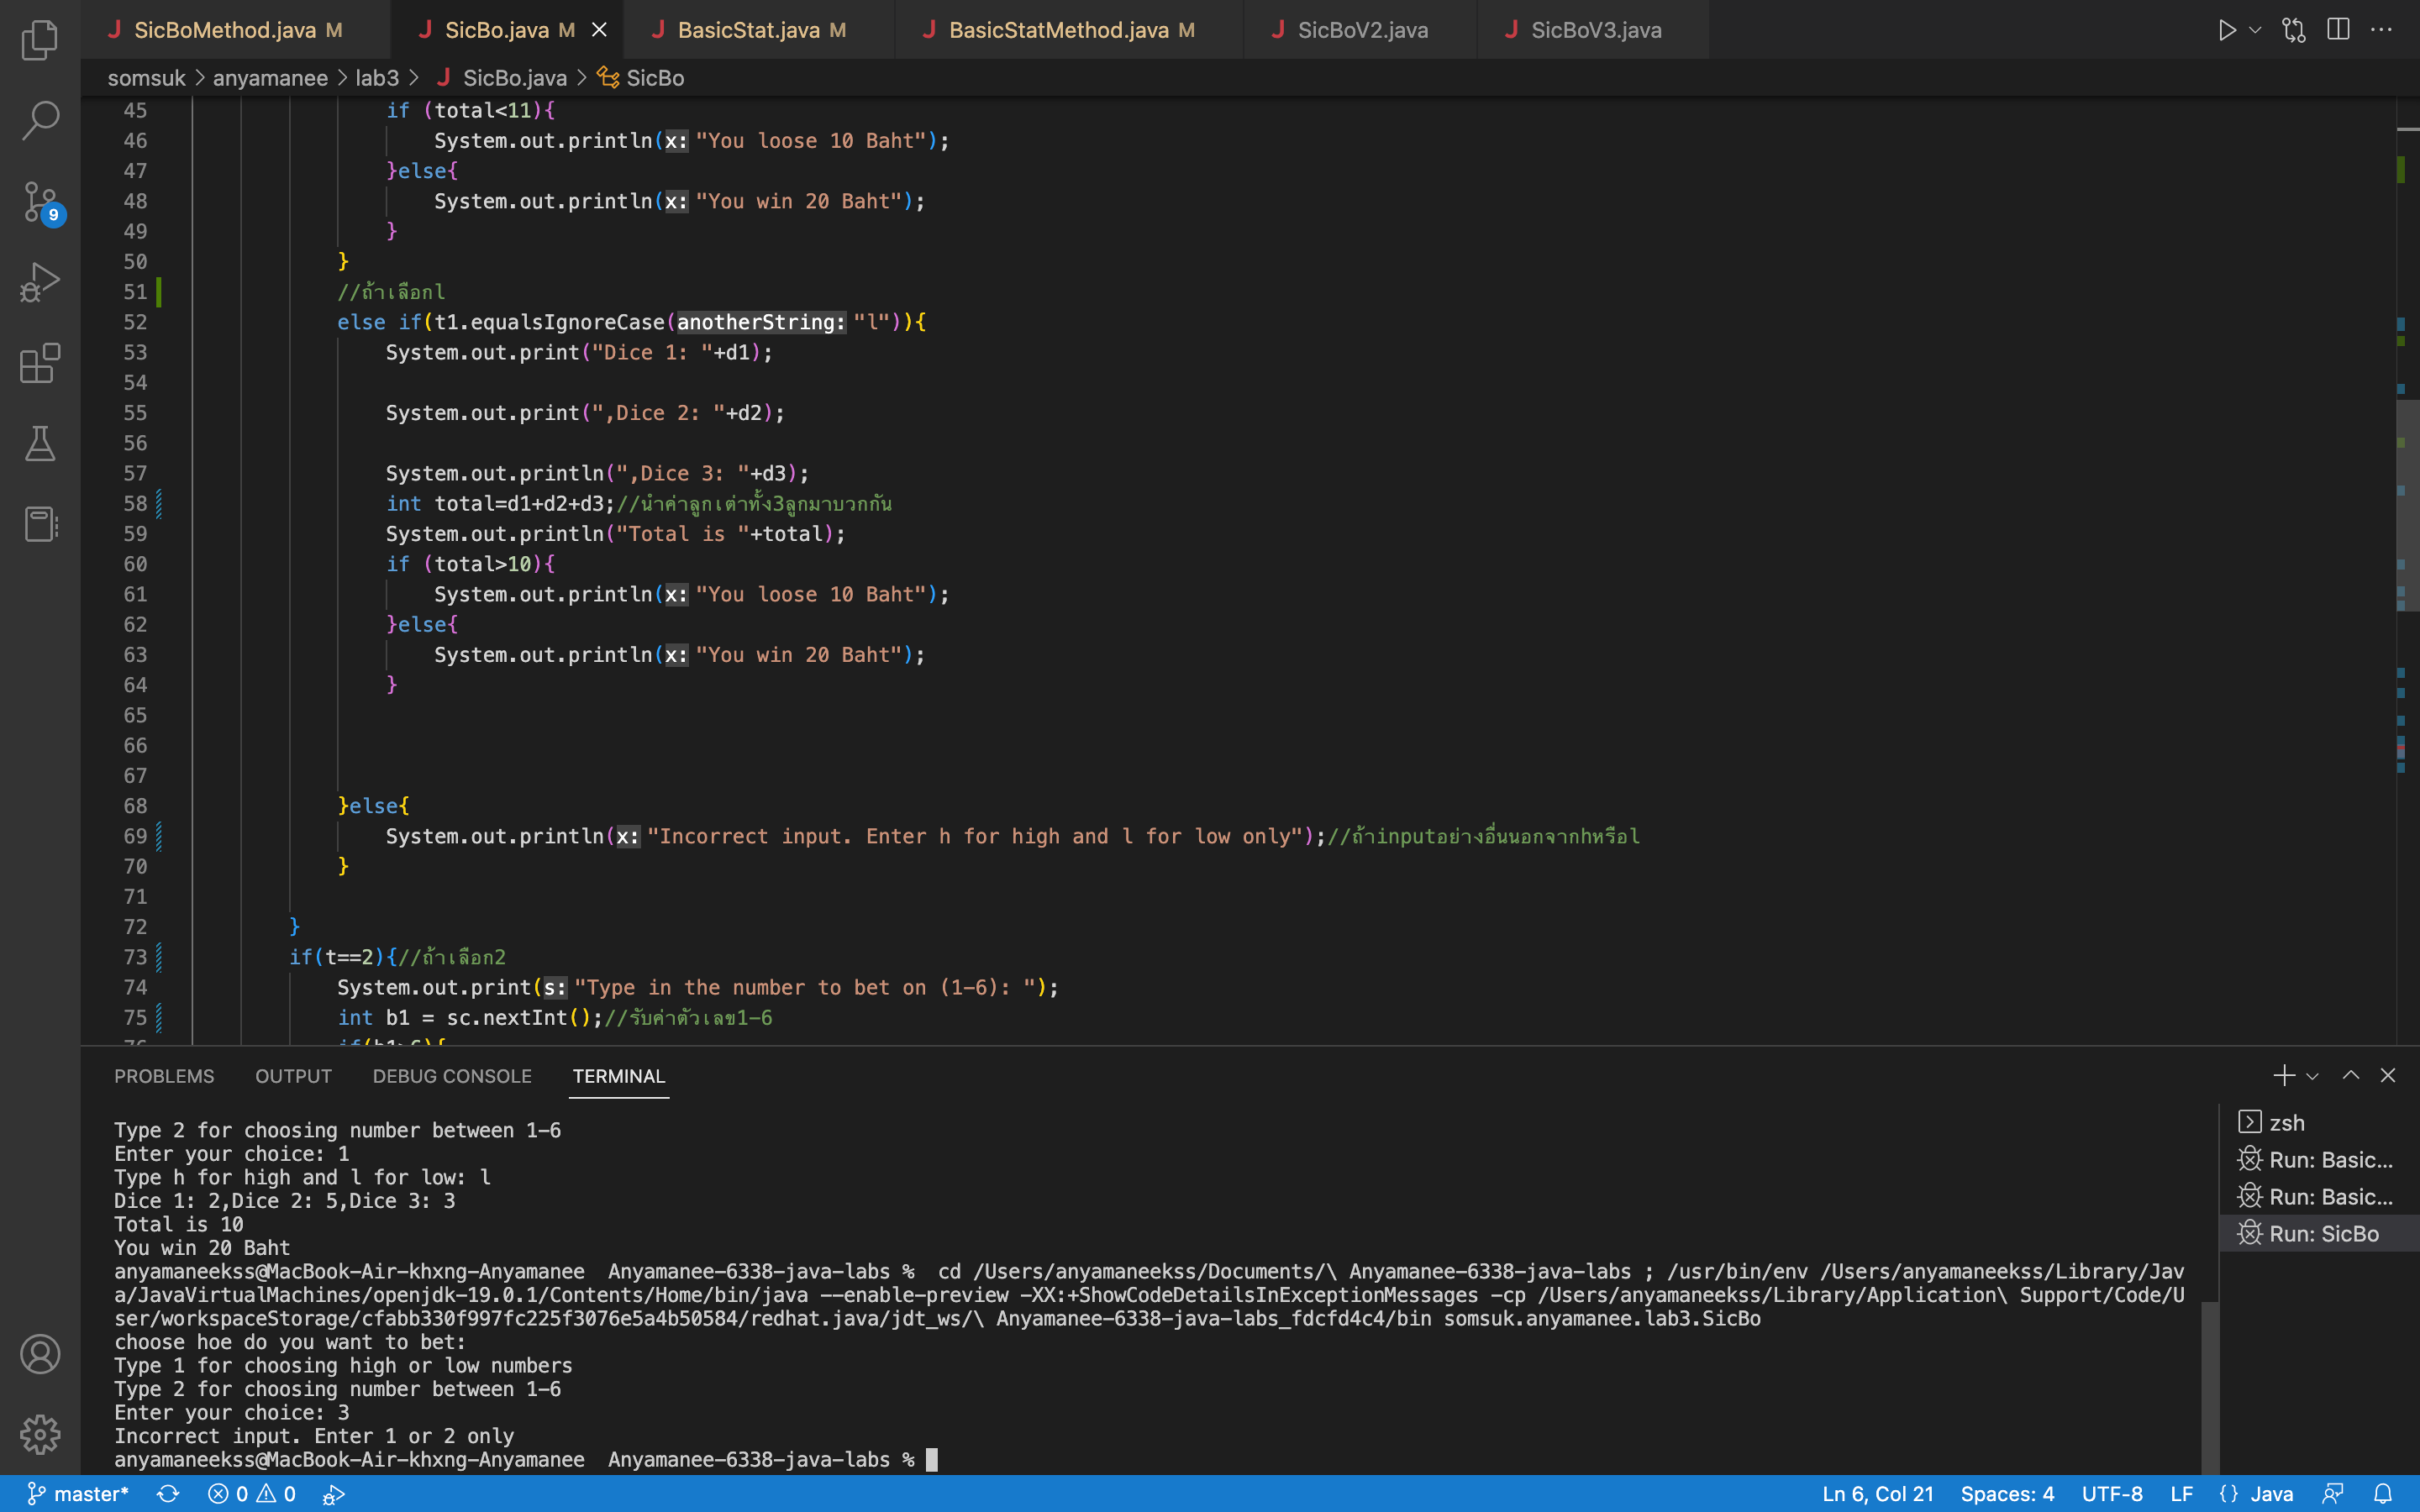 SicBoMethod.java M
SicBo.java M
BasicStat.java M
BasicStatMethod.java M
SicBoV2.java
SicBoV3.java
somsuk > anyamanee > lab3 > J SicBo.java > SicBo
45 if (total<11){
46 System.out.println(x: "You loose 10 Baht");
47 }else{
48 System.out.println(x: "You win 20 Baht");
49 }
50 }
51 //ถ้าเลือกl
52 else if(t1.equalsIgnoreCase(anotherString: "l")){
53 System.out.print("Dice 1: "+d1);
54
55 System.out.print(",Dice 2: "+d2);
56
57 System.out.println(",Dice 3: "+d3);
58 int total=d1+d2+d3;//นำค่าลูกเต่าทั้ง3ลูกมาบวกกัน
59 System.out.println("Total is "+total);
60 if (total>10){
61 System.out.println(x: "You loose 10 Baht");
62 }else{
63 System.out.println(x: "You win 20 Baht");
64 }
65
66
67
68 }else{
69 System.out.println(x: "Incorrect input. Enter h for high and l for low only");//ถ้าinputอย่างอื่นนอกจากhหรือl
70 }
71
72 }
73 if(t==2){//ถ้าเลือก2
74 System.out.print(s: "Type in the number to bet on (1-6): ");
75 int b1 = sc.nextInt();//รับค่าตัวเลข1-6
76 if(b1>6){
9
PROBLEMS OUTPUT DEBUG CONSOLE TERMINAL
Type 2 for choosing number between 1-6
Enter your choice: 1
Type h for high and l for low: l
Dice 1: 2,Dice 2: 5,Dice 3: 3
Total is 10
You win 20 Baht
anyamaneekss@MacBook-Air-khxng-Anyamanee  Anyamanee-6338-java-labs %  cd /Users/anyamaneekss/Documents/\ Anyamanee-6338-java-labs ; /usr/bin/env /Users/anyamaneekss/Library/Jav
a/JavaVirtualMachines/openjdk-19.0.1/Contents/Home/bin/java --enable-preview -XX:+ShowCodeDetailsInExceptionMessages -cp /Users/anyamaneekss/Library/Application\ Support/Code/U
ser/workspaceStorage/cfabb330f997fc225f3076e5a4b50584/redhat.java/jdt_ws/\ Anyamanee-6338-java-labs_fdcfd4c4/bin somsuk.anyamanee.lab3.SicBo
choose hoe do you want to bet:
Type 1 for choosing high or low numbers
Type 2 for choosing number between 1-6
Enter your choice: 3
Incorrect input. Enter 1 or 2 only
anyamaneekss@MacBook-Air-khxng-Anyamanee  Anyamanee-6338-java-labs %
zsh
Run: Basic...
Run: Basic...
Run: SicBo
master* 0 0 Ln 6, Col 21 Spaces: 4 UTF-8 LF {} Java